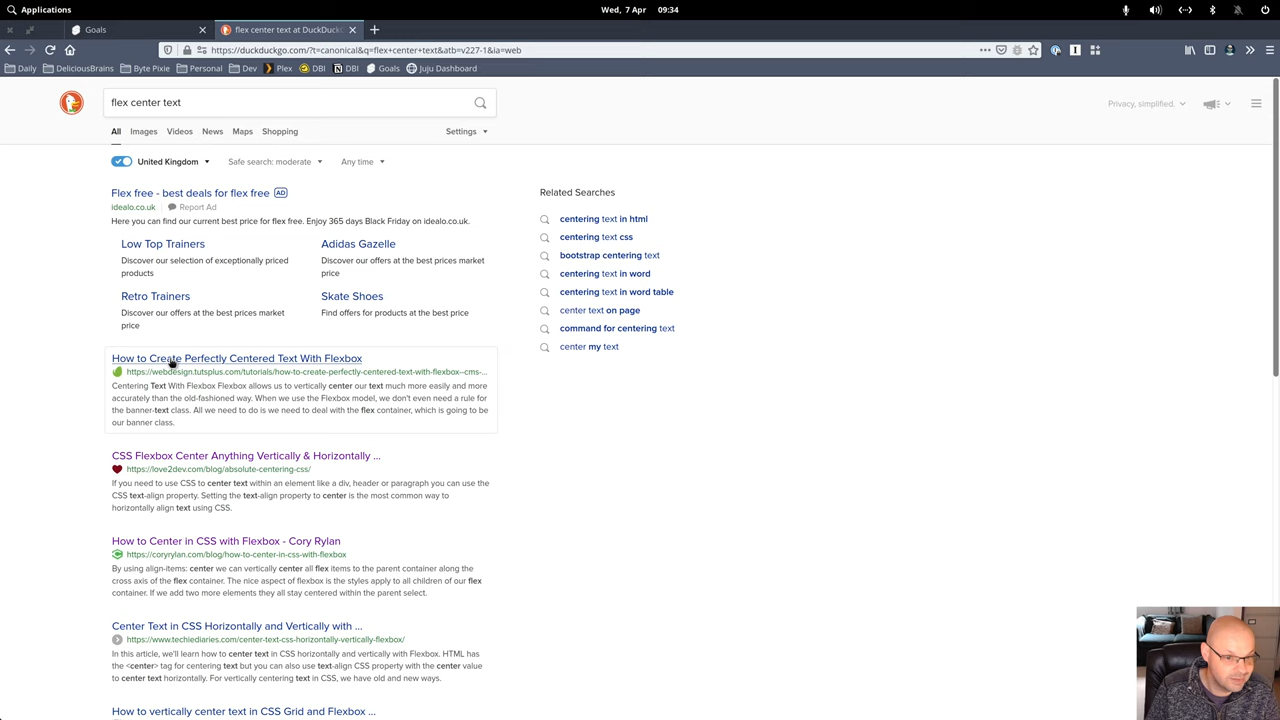 Applications
Wed, 7 Apr 09:34
Goals
flex center text at DuckDuckG
https://duckduckgo.com/?t=canonical&q=flex+center+text&atb=v227-1&ia=web
Daily
DeliciousBrains
Byte Pixie
Personal
Dev
Plex
DBI
DBI
Goals
Juju Dashboard
flex center text
Privacy, simplified.
All
Images
Videos
News
Maps
Shopping
Settings
United Kingdom
Safe search: moderate
Any time
Flex free - best deals for flex free AD
idealo.co.uk
Report Ad
Here you can find our current best price for flex free. Enjoy 365 days Black Friday on idealo.co.uk.
Low Top Trainers
Discover our selection of exceptionally priced
products
Adidas Gazelle
Discover our offers at the best prices market
price
Retro Trainers
Discover our offers at the best prices market
price
Skate Shoes
Find offers for products at the best price
How to Create Perfectly Centered Text With Flexbox
https://webdesign.tutsplus.com/tutorials/how-to-create-perfectly-centered-text-with-flexbox--cms-...
Centering Text With Flexbox Flexbox allows us to vertically center our text much more easily and more
accurately than the old-fashioned way. When we use the Flexbox model, we don't even need a rule for
the banner-text class. All we need to do is we need to deal with the flex container, which is going to be
our banner class.
CSS Flexbox Center Anything Vertically & Horizontally ...
https://love2dev.com/blog/absolute-centering-css/
If you need to use CSS to center text within an element like a div, header or paragraph you can use the
CSS text-align property. Setting the text-align property to center is the most common way to
horizontally align text using CSS.
How to Center in CSS with Flexbox - Cory Rylan
https://coryrylan.com/blog/how-to-center-in-css-with-flexbox
By using align-items: center we can vertically center all flex items to the parent container along the
cross axis of the flex container. The nice aspect of flexbox is the styles apply to all children of our flex
container. If we add two more elements they all stay centered within the parent select.
Center Text in CSS Horizontally and Vertically with ...
https://www.techiediaries.com/center-text-css-horizontally-vertically-flexbox/
In this article, we'll learn how to center text in CSS horizontally and vertically with Flexbox. HTML has
the <center> tag for centering text but you can also use text-align CSS property with the center value
to center text horizontally. For vertically centering text in CSS, we have old and new ways.
How to vertically center text in CSS Grid and Flexbox ...
Related Searches
centering text in html
centering text css
bootstrap centering text
centering text in word
centering text in word table
center text on page
command for centering text
center my text